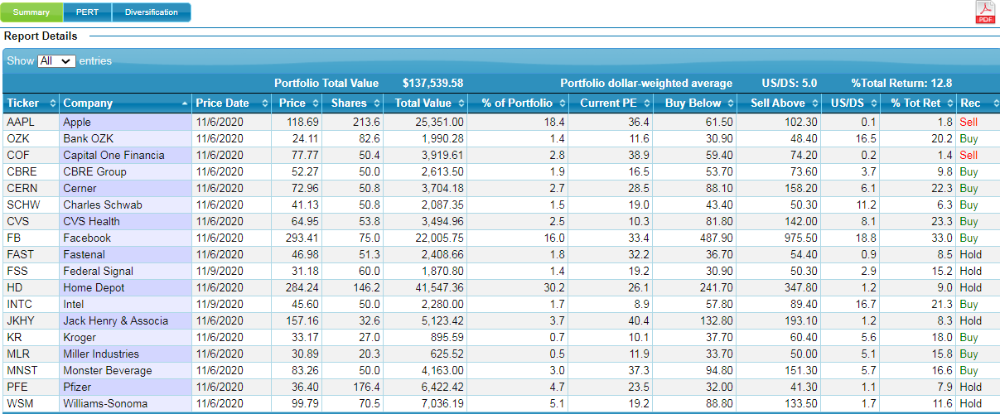 Summary PERT Diversification
PDF
Report Details
Show All entries
Portfolio Total Value $137,539.58 Portfolio dollar-weighted average US/DS: 5.0 %Total Return: 12.8
Ticker Company Price Date Price Shares Total Value % of Portfolio Current PE Buy Below Sell Above US/DS % Tot Ret Rec
AAPL Apple 11/6/2020 118.69 213.6 25,351.00 18.4 36.4 61.50 102.30 0.1 1.8 Sell
OZK Bank OZK 11/6/2020 24.11 82.6 1,990.28 1.4 11.6 30.90 48.40 16.5 20.2 Buy
COF Capital One Financia 11/6/2020 77.77 50.4 3,919.61 2.8 38.9 59.40 74.20 0.2 1.4 Sell
CBRE CBRE Group 11/6/2020 52.27 50.0 2,613.50 1.9 16.5 53.70 73.60 3.7 9.8 Buy
CERN Cerner 11/6/2020 72.96 50.8 3,704.18 2.7 28.5 88.10 158.20 6.1 22.3 Buy
SCHW Charles Schwab 11/6/2020 41.13 50.8 2,087.35 1.5 19.0 43.40 50.30 11.2 6.3 Buy
CVS CVS Health 11/6/2020 64.95 53.8 3,494.96 2.5 10.3 81.80 142.00 8.1 23.3 Buy
FB Facebook 11/6/2020 293.41 75.0 22,005.75 16.0 33.4 487.90 975.50 18.8 33.0 Buy
FAST Fastenal 11/6/2020 46.98 51.3 2,408.66 1.8 32.2 36.70 54.40 0.9 8.5 Hold
FSS Federal Signal 11/9/2020 31.18 60.0 1,870.80 1.4 19.2 30.90 50.30 2.9 15.2 Hold
HD Home Depot 11/6/2020 284.24 146.2 41,547.36 30.2 26.1 241.70 347.80 1.2 9.0 Hold
INTC Intel 11/9/2020 45.60 50.0 2,280.00 1.7 8.9 57.80 89.40 16.7 21.3 Buy
JKHY Jack Henry & Associa 11/6/2020 157.16 32.6 5,123.42 3.7 40.4 132.80 193.10 1.2 8.3 Hold
KR Kroger 11/6/2020 33.17 27.0 895.59 0.7 10.1 37.70 60.40 5.6 18.0 Buy
MLR Miller Industries 11/6/2020 30.89 20.3 625.52 0.5 11.9 33.70 50.00 5.1 15.8 Buy
MNST Monster Beverage 11/6/2020 83.26 50.0 4,163.00 3.0 37.3 94.80 151.30 5.7 16.6 Buy
PFE Pfizer 11/6/2020 36.40 176.4 6,422.42 4.7 23.5 32.00 41.30 1.1 7.9 Hold
WSM Williams-Sonoma 11/6/2020 99.79 70.5 7,036.19 5.1 19.2 88.80 133.50 1.7 11.6 Hold